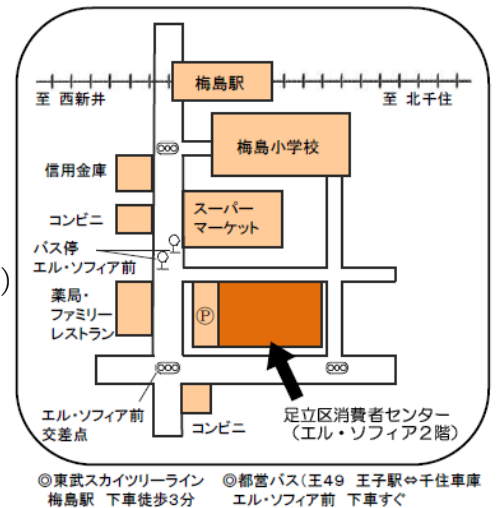 梅島駅
至 西新井
至 北千住
梅島小学校
信用金庫
スーパー
マーケット
コンビニ
バス停
エル・ソフィア前
)
薬局・
ファミリー
レストラン
Ⓟ
エル・ソフィア前
交差点
コンビニ
足立区消費者センター
(エル・ソフィア2階)
◎東武スカイツリーライン
梅島駅 下車徒歩3分
◎都営バス(王49 王子駅⇔千住車庫
エル・ソフィア前 下車すぐ